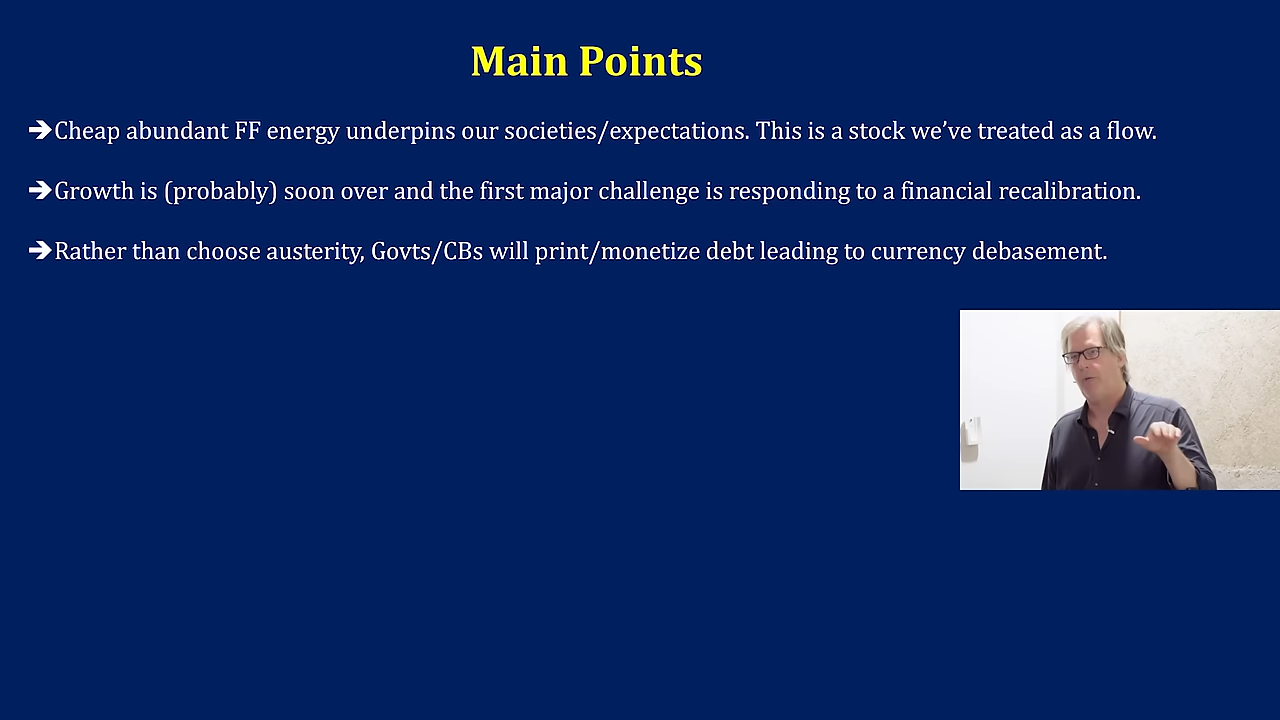 Main Points
➔Cheap abundant FF energy underpins our societies/expectations. This is a stock we’ve treated as a flow.
➔Growth is (probably) soon over and the first major challenge is responding to a financial recalibration.
➔Rather than choose austerity, Govts/CBs will print/monetize debt leading to currency debasement.